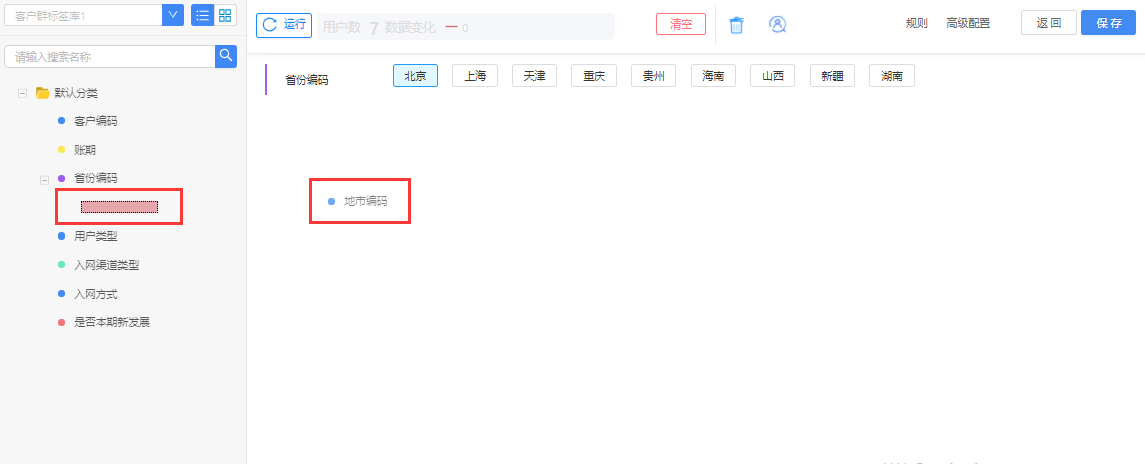 客户群标签库1
运行
用户数 7 数据变化 — 0
清空
规则
高级配置
返回
保存
请输入搜索名称
省份编码
北京
上海
天津
重庆
贵州
海南
山西
新疆
湖南
默认分类
客户编码
账期
省份编码
地市编码
用户类型
入网渠道类型
入网方式
是否本期新发展